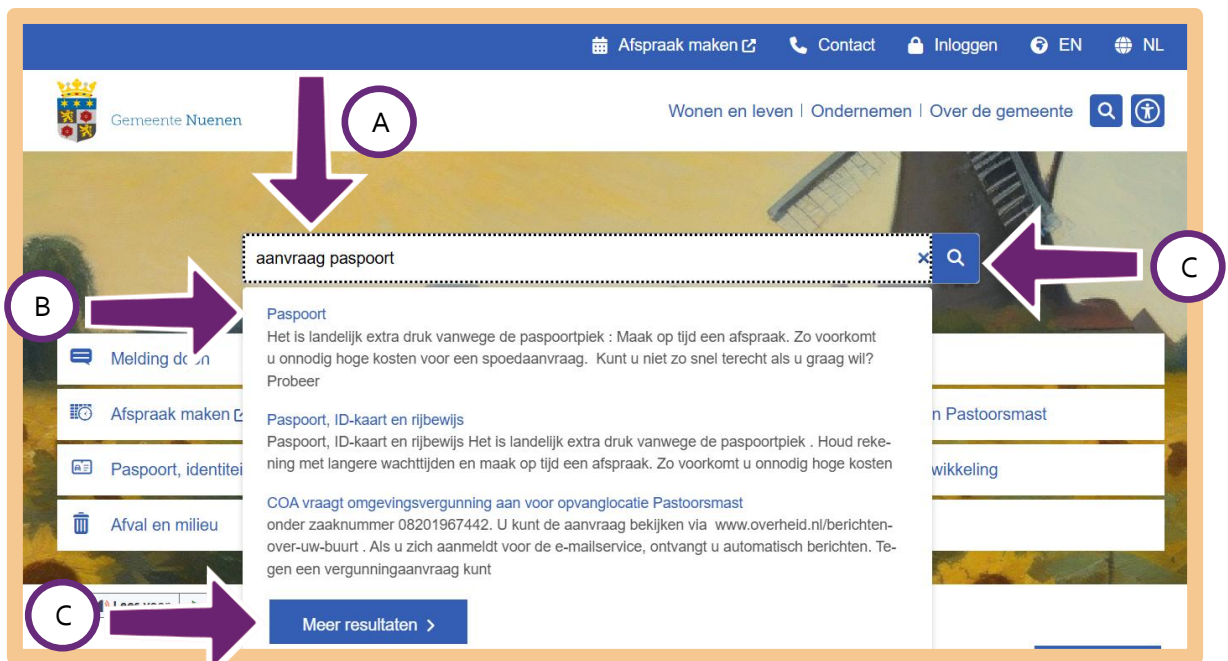 Afspraak maken Contact Inloggen EN NL
Gemeente Nuenen
A
Wonen en leven | Ondernemen | Over de gemeente
aanvraag paspoort
C
B
Paspoort
Het is landelijk extra druk vanwege de paspoortpiek : Maak op tijd een afspraak. Zo voorkomt
u onnodig hoge kosten voor een spoedaanvraag. Kunt u niet zo snel terecht als u graag wil?
Probeer
Paspoort, ID-kaart en rijbewijs
Paspoort, ID-kaart en rijbewijs Het is landelijk extra druk vanwege de paspoortpiek . Houd reke-
ning met langere wachttijden en maak op tijd een afspraak. Zo voorkomt u onnodig hoge kosten
COA vraagt omgevingsvergunning aan voor opvanglocatie Pastoorsmast
onder zaaknummer 08201967442. U kunt de aanvraag bekijken via www.overheid.nl/berichten-
over-uw-buurt . Als u zich aanmeldt voor de e-mailservice, ontvangt u automatisch berichten. Te-
gen een vergunningaanvraag kunt
Meer resultaten
Melding
Afspraak maken
Paspoort,
Afval en milieu
Pastoorsmast
C